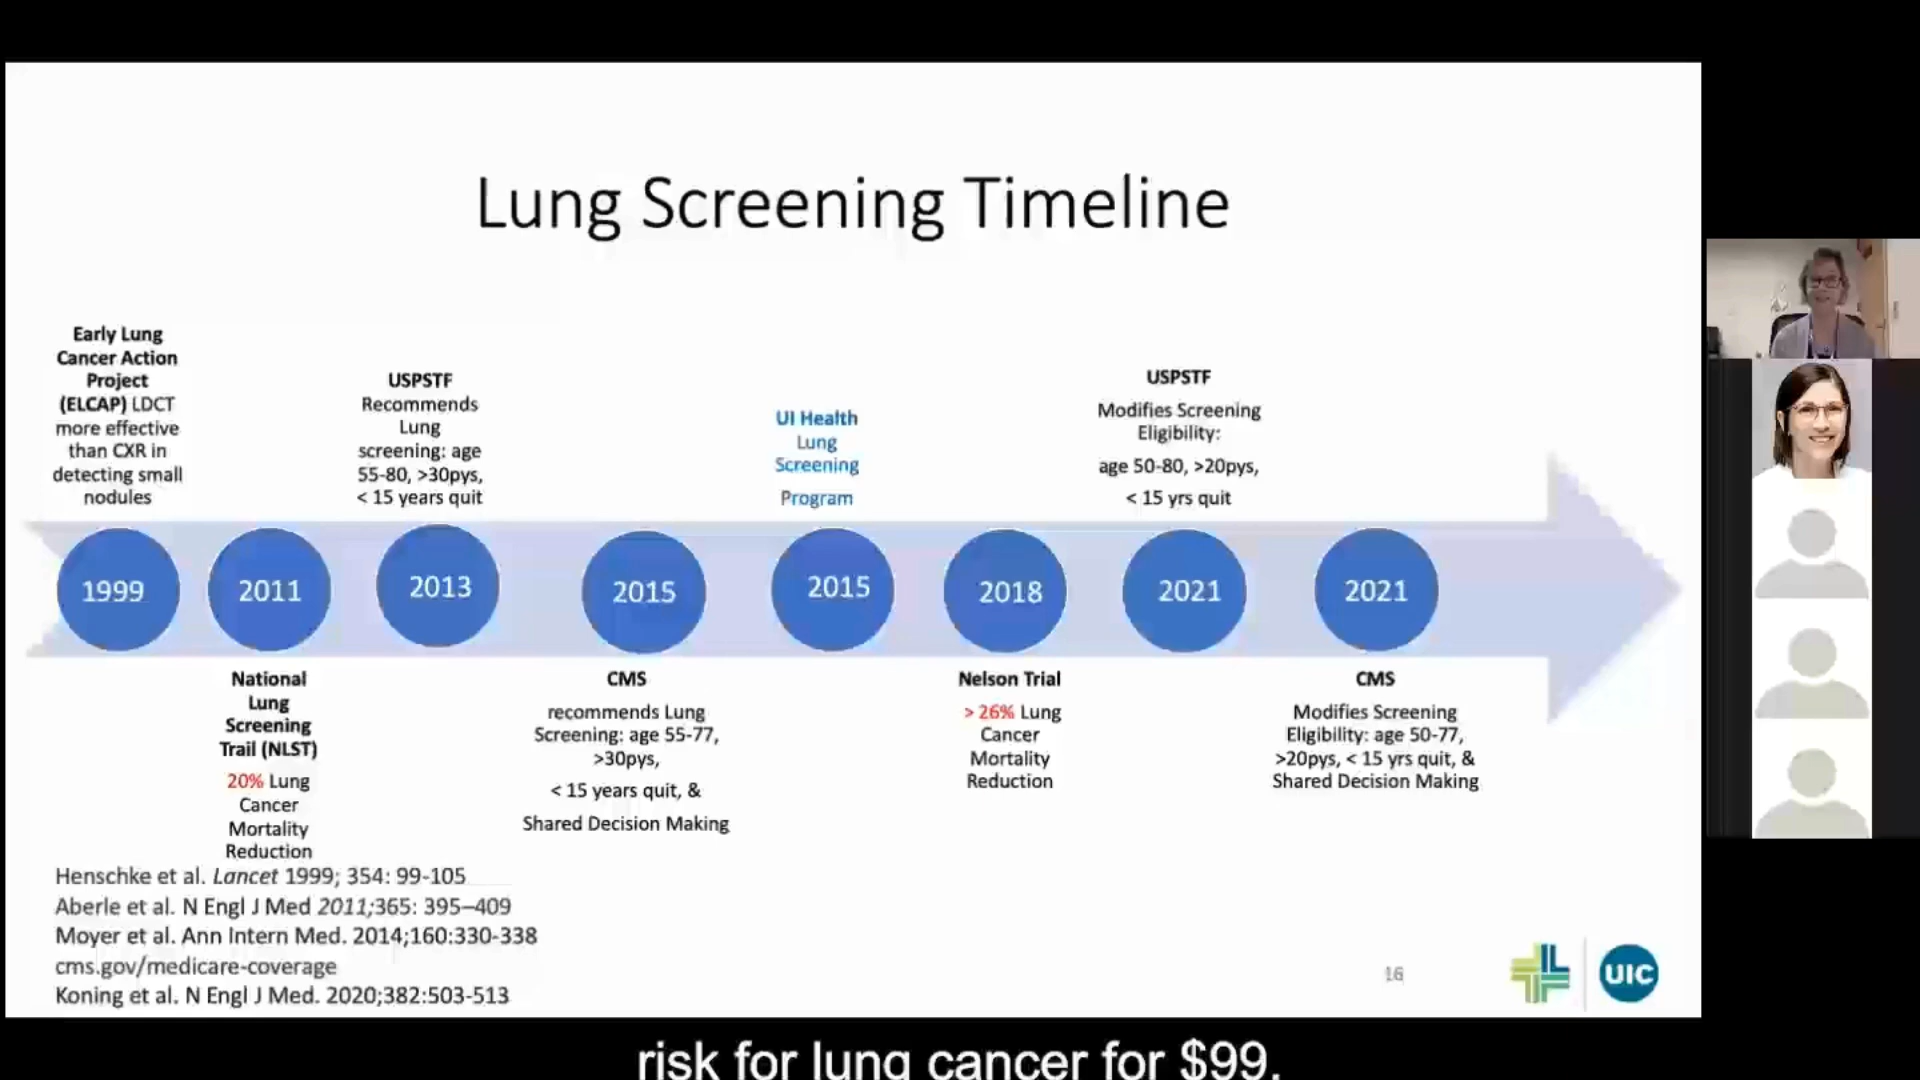 Lung Screening Timeline
Early Lung
Cancer Action
Project
(ELCAP) LDCT
more effective
than CXR in
detecting small
nodules
USPSTF
Recommends
Lung
screening: age
55-80, >30pys,
< 15 years quit
UI Health
Lung
Screening
Program
USPSTF
Modifies Screening
Eligibility:
age 50-80, >20pys,
< 15 yrs quit
1999
2011
2013
2015
2015
2018
2021
2021
National
Lung
Screening
Trail (NLST)
20% Lung
Cancer
Mortality
Reduction
CMS
recommends Lung
Screening: age 55-77,
>30pys,
< 15 years quit, &
Shared Decision Making
Nelson Trial
> 26% Lung
Cancer
Mortality
Reduction
CMS
Modifies Screening
Eligibility: age 50-77,
>20pys, < 15 yrs quit, &
Shared Decision Making
Henschke et al. Lancet 1999; 354: 99-105
Aberle et al. N Engl J Med 2011;365: 395–409
Moyer et al. Ann Intern Med. 2014;160:330-338
cms.gov/medicare-coverage
Koning et al. N Engl J Med. 2020;382:503-513
16
UIC
risk for lung cancer for $99.